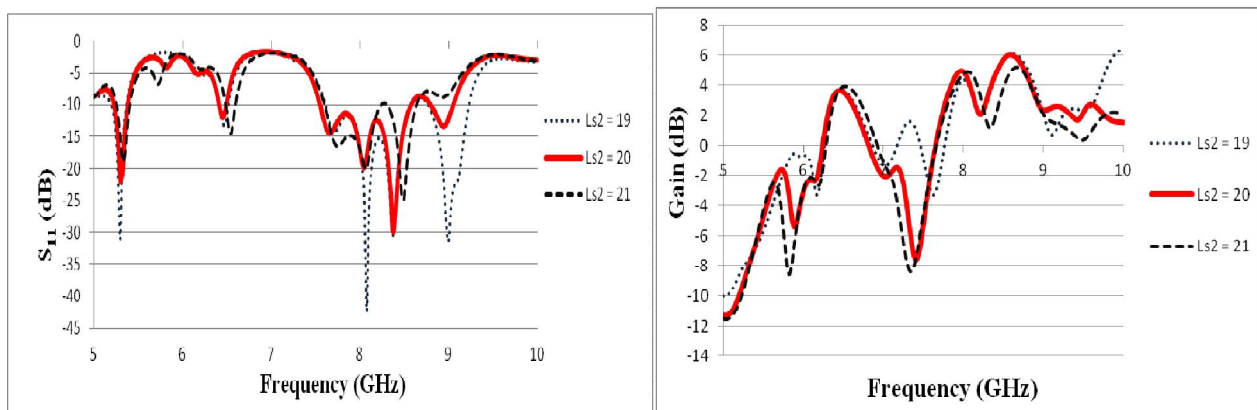 0
-5
-10
-15
-20
-25
-30
-35
-40
-45
S11 (dB)
5 6 7 8 9 10
Frequency (GHz)
Ls2 = 19
Ls2 = 20
Ls2 = 21
8
6
4
2
0
-2
-4
-6
-8
-10
-12
-14
Gain (dB)
5 6 7 8 9 10
Frequency (GHz)
Ls2 = 19
Ls2 = 20
Ls2 = 21